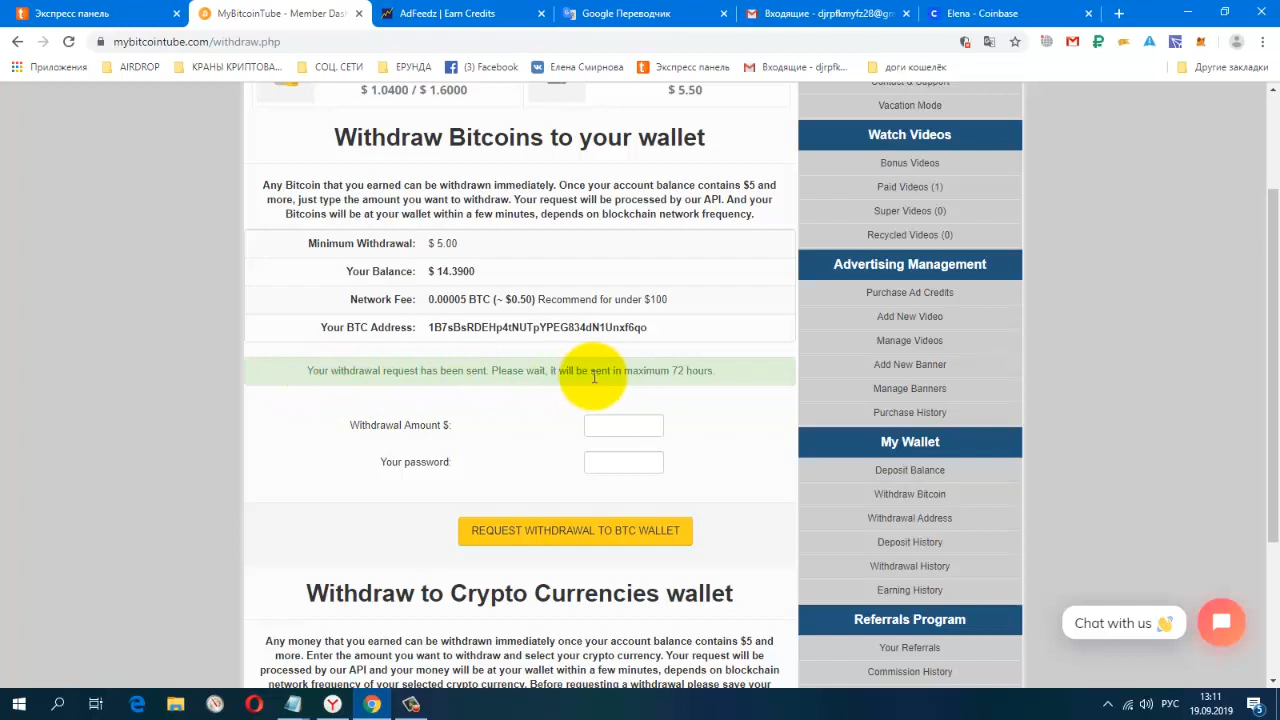 Экспресс панель
MyBitcoinTube - Member Das
AdFeedz | Earn Credits
Google Переводчик
Входящие - djrpfkmyfz28@gm
Elena - Coinbase
mybitcointube.com/withdraw.php
Приложения
AIRDROP
КРАНЫ КРИПТОВА...
СОЦ. СЕТИ
ЕРУНДА
(3) Facebook
Елена Смирнова
Экспресс панель
Входящие - djrpfk...
доги кошелёк
Другие закладки
$ 1.0400 / $ 1.6000
$ 5.50
Withdraw Bitcoins to your wallet
Any Bitcoin that you earned can be withdrawn immediately. Once your account balance contains $5 and
more, just type the amount you want to withdraw. Your request will be processed by our API. And your
Bitcoins will be at your wallet within a few minutes, depends on blockchain network frequency.
Minimum Withdrawal: $ 5.00
Your Balance: $ 14.3900
Network Fee: 0.00005 BTC (~ $0.50) Recommend for under $100
Your BTC Address: 1B7sBsRDEHp4tNUTpYPEG834dN1Unxf6qo
Your withdrawal request has been sent. Please wait, it will be sent in maximum 72 hours.
Withdrawal Amount $:
Your password:
REQUEST WITHDRAWAL TO BTC WALLET
Withdraw to Crypto Currencies wallet
Any money that you earned can be withdrawn immediately once your account balance contains $5 and
more. Enter the amount you want to withdraw and select your crypto currency. Your request will be
processed by our API and your money will be at your wallet within a few minutes, depends on blockchain
network frequency of your selected crypto currency. Before requesting a withdrawal please save your
Contact & Support
Vacation Mode
Watch Videos
Bonus Videos
Paid Videos (1)
Super Videos (0)
Recycled Videos (0)
Advertising Management
Purchase Ad Credits
Add New Video
Manage Videos
Add New Banner
Manage Banners
Purchase History
My Wallet
Deposit Balance
Withdraw Bitcoin
Withdrawal Address
Deposit History
Withdrawal History
Earning History
Referrals Program
Your Referrals
Commission History
Chat with us 👋
РУС
13:11
19.09.2019
5